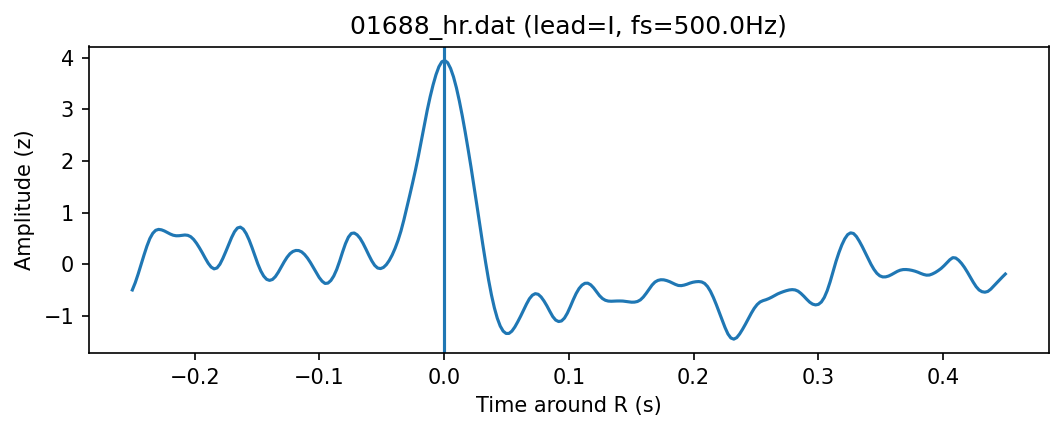 01688_hr.dat (lead=I, fs=500.0Hz)
Amplitude (z)
4
3
2
1
0
−1
−0.2 −0.1 0.0 0.1 0.2 0.3 0.4
Time around R (s)